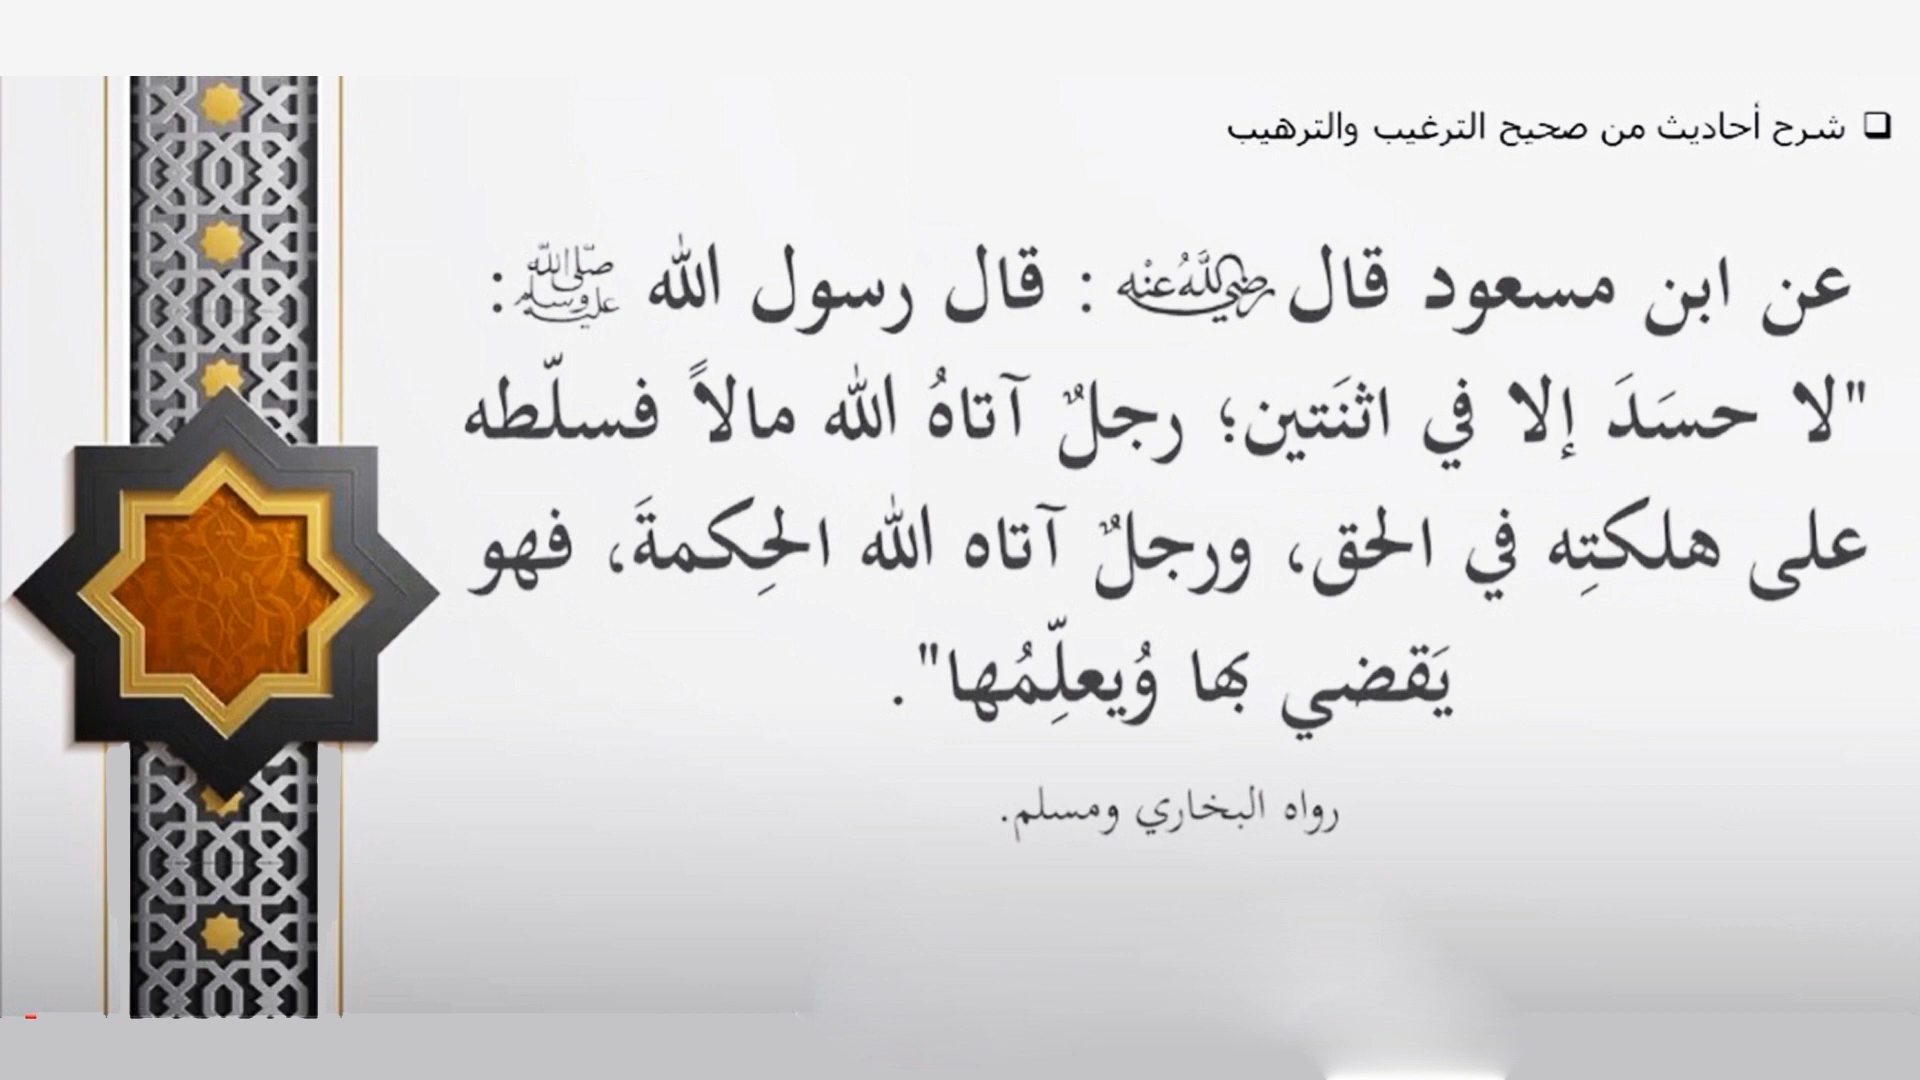 ❑ شرح أحاديث من صحيح الترغيب والترهيب
عن ابن مسعود قال رضي الله عنه : قال رسول الله صلى الله عليه وسلم :
"لا حسَدَ إلا في اثنَتين؛ رجلٌ آتاهُ الله مالاً فسلّطه
على هلكتِه في الحق، ورجلٌ آتاه الله الحِكمةَ، فهو
يَقضي بها وُيعلِّمُها".
رواه البخاري ومسلم.